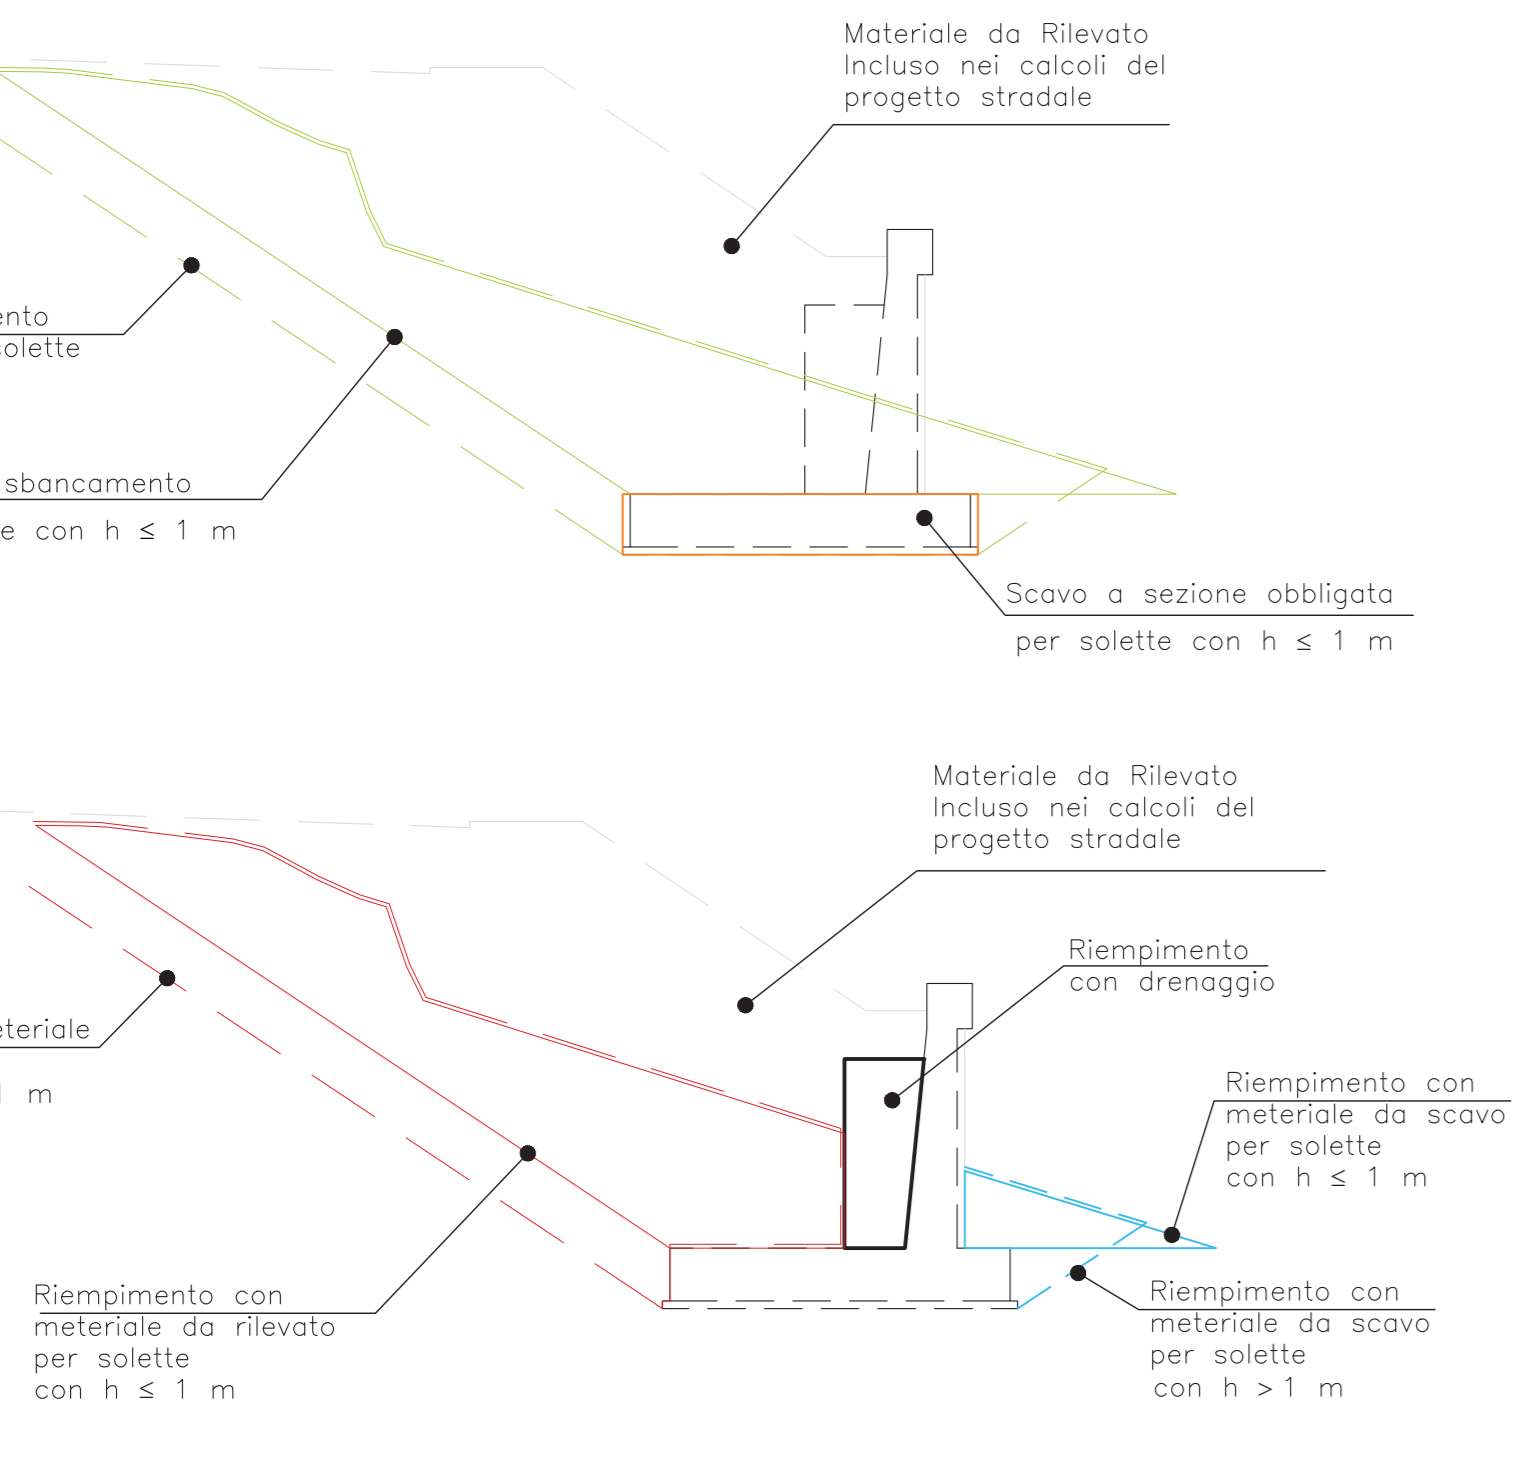 Materiale da Rilevato
Incluso nei calcoli del
progetto stradale
ento
solette
sbancamento
e con h ≤ 1 m
Scavo a sezione obbligata
per solette con h ≤ 1 m
Materiale da Rilevato
Incluso nei calcoli del
progetto stradale
Riempimento
con drenaggio
eteriale
m
Riempimento con
meteriale da scavo
per solette
con h ≤ 1 m
Riempimento con
meteriale da rilevato
per solette
con h ≤ 1 m
Riempimento con
meteriale da scavo
per solette
con h > 1 m